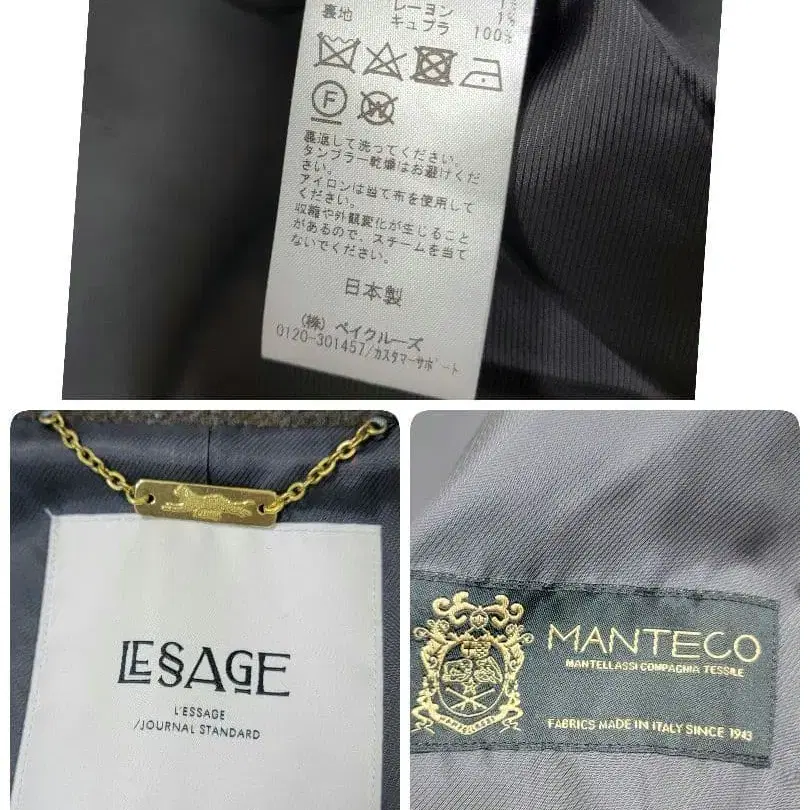 レーヨン 1%
裏地 キュプラ 100%
F
W
裏返して洗ってください。
タンブラー乾燥はお避けくだ
さい。
アイロンは当て布を使用して
ください。
収縮や外観変化が生じること
があるので、スチームを当て
ないでください。
日本製
(株) ベイクルーズ
0120-301457/カスタマーサポート
LESSAGE
L'ESSAGE
/JOURNAL STANDARD
MANTECO
MANTELLASSI COMPAGNIA TESSILE
MANTELLASSI
FABRICS MADE IN ITALY SINCE 1943